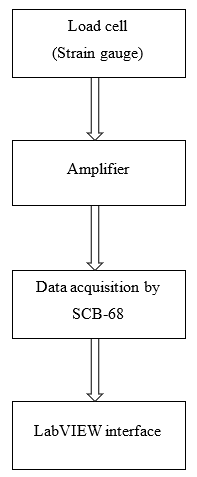 Load cell
(Strain gauge)
Amplifier
Data acquisition by
SCB-68
LabVIEW interface